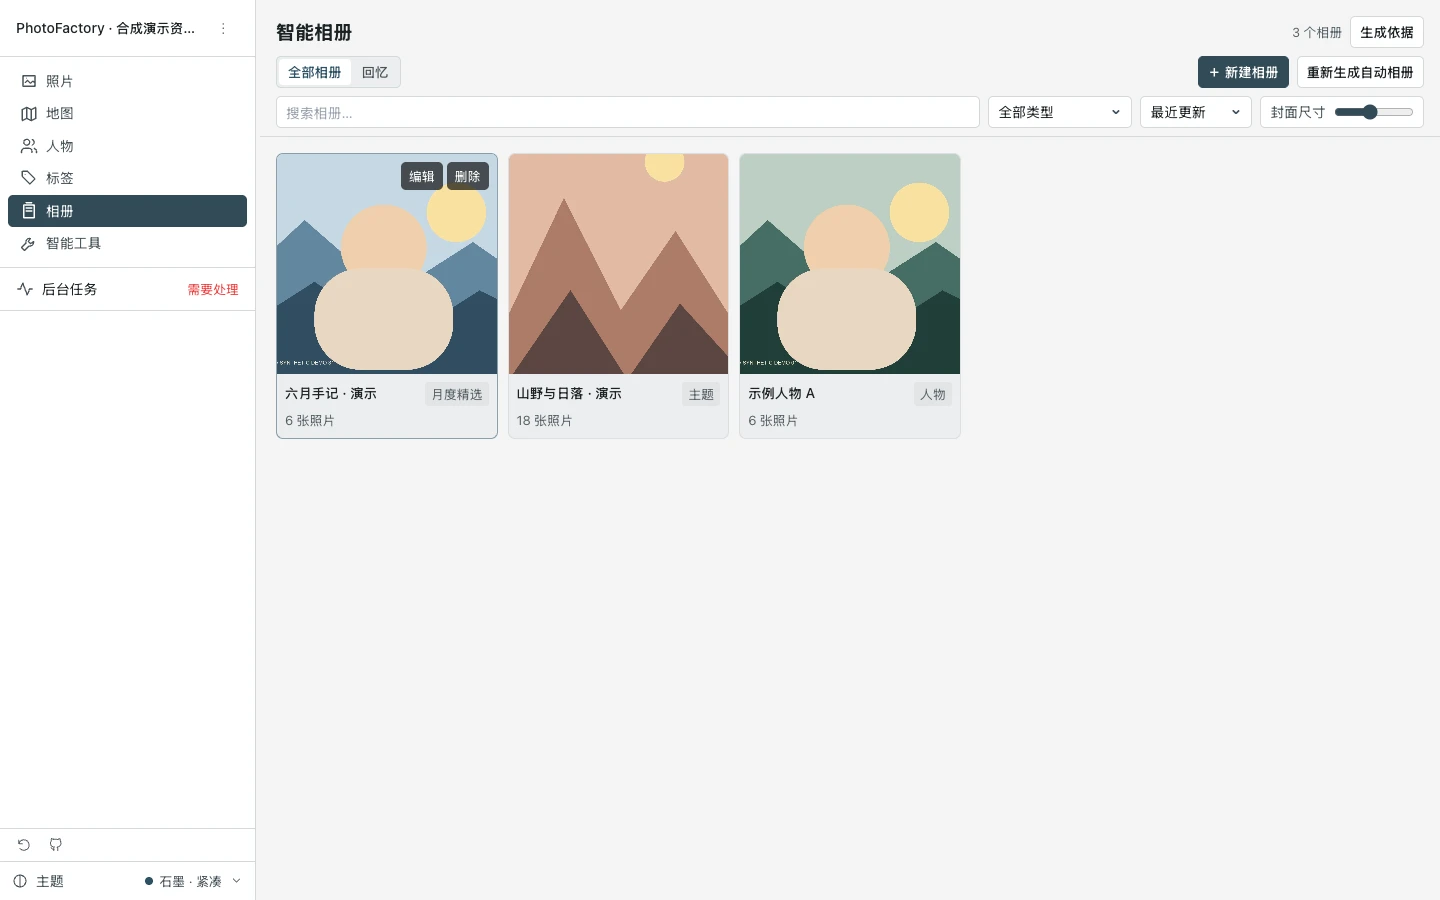 PhotoFactory · 合成演示资...
照片
地图
人物
标签
相册
智能工具
后台任务 需要处理
主题 石墨 · 紧凑
智能相册
3 个相册 生成依据
全部相册 回忆
+ 新建相册 重新生成自动相册
搜索相册... 全部类型 最近更新 封面尺寸
编辑 删除
六月手记 · 演示 月度精选
6 张照片
山野与日落 · 演示 主题
18 张照片
示例人物 A 人物
6 张照片